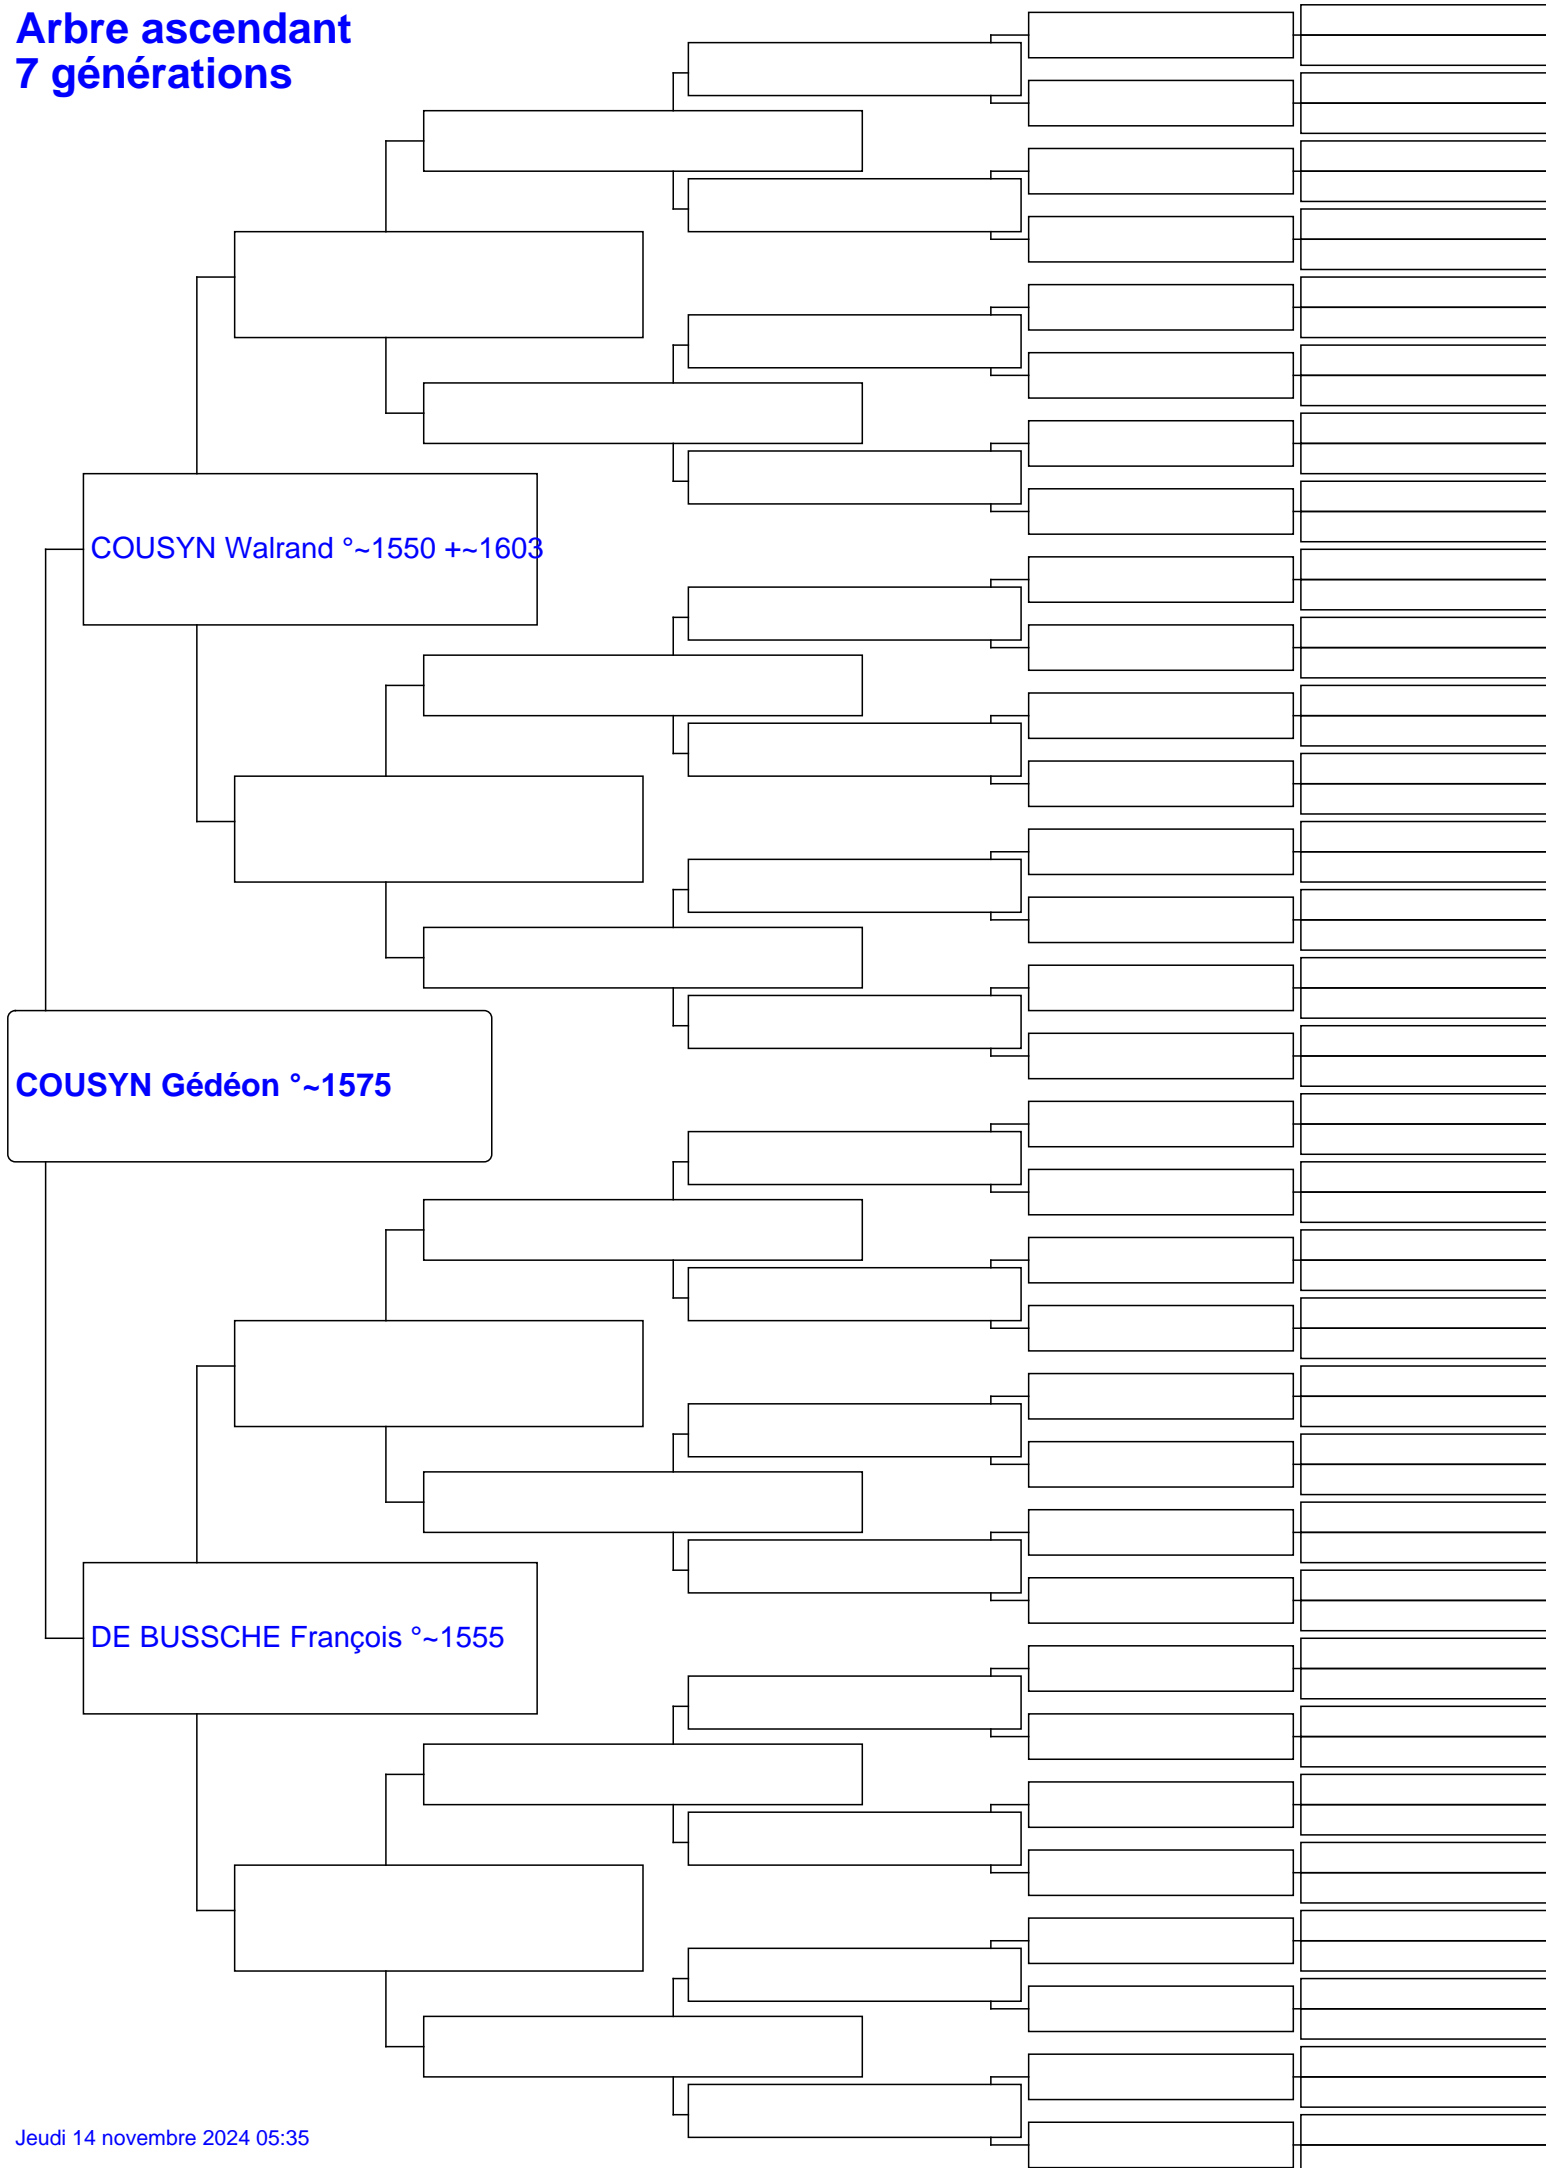 Arbre ascendant
7 générations
COUSYN Walrand °~1550 +~1603
COUSYN Gédéon °~1575
DE BUSSCHE François °~1555
Jeudi 14 novembre 2024 05:35